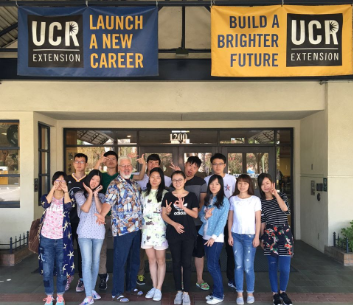 UCR
EXTENSION
LAUNCH
A NEW
CAREER
BUILD A
BRIGHTER
FUTURE
UCR
EXTENSION
1200